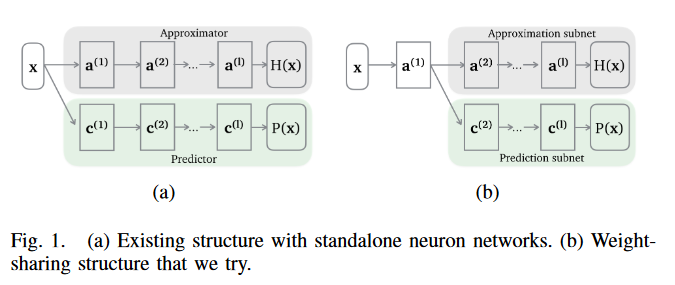 Approximator
x a⁽¹⁾ a⁽²⁾ ... a⁽ˡ⁾ H(x)
c⁽¹⁾ c⁽²⁾ ... c⁽ˡ⁾ P(x)
Predictor
(a)
Approximation subnet
x a⁽¹⁾ a⁽²⁾ ... a⁽ˡ⁾ H(x)
c⁽²⁾ ... c⁽ˡ⁾ P(x)
Prediction subnet
(b)
Fig. 1. (a) Existing structure with standalone neuron networks. (b) Weight-
sharing structure that we try.